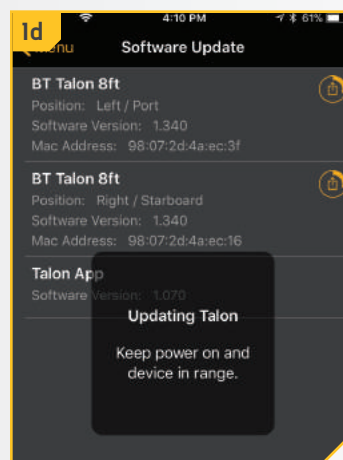 1d
4:10 PM
61%
Menu
Software Update
BT Talon 8ft
Position: Left / Port
Software Version: 1.340
Mac Address: 98:07:2d:4a:ec:3f
BT Talon 8ft
Position: Right / Starboard
Software Version: 1.340
Mac Address: 98:07:2d:4a:ec:16
Talon App
Software Version: 1.070
Updating Talon
Keep power on and
device in range.